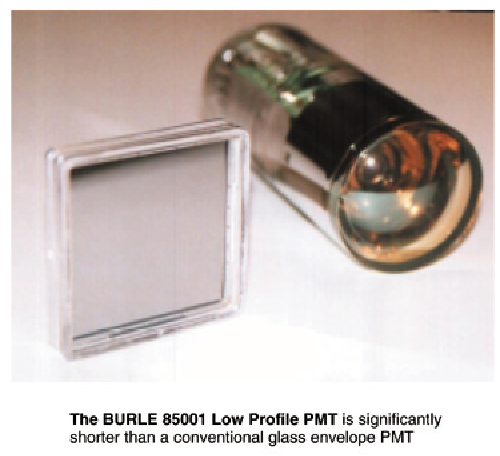 The BURLE 85001 Low Profile PMT is significantly
shorter than a conventional glass envelope PMT